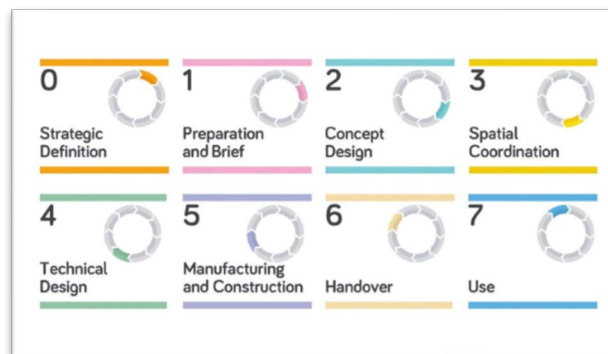 0
Strategic
Definition
1
Preparation
and Brief
2
Concept
Design
3
Spatial
Coordination
4
Technical
Design
5
Manufacturing
and Construction
6
Handover
7
Use